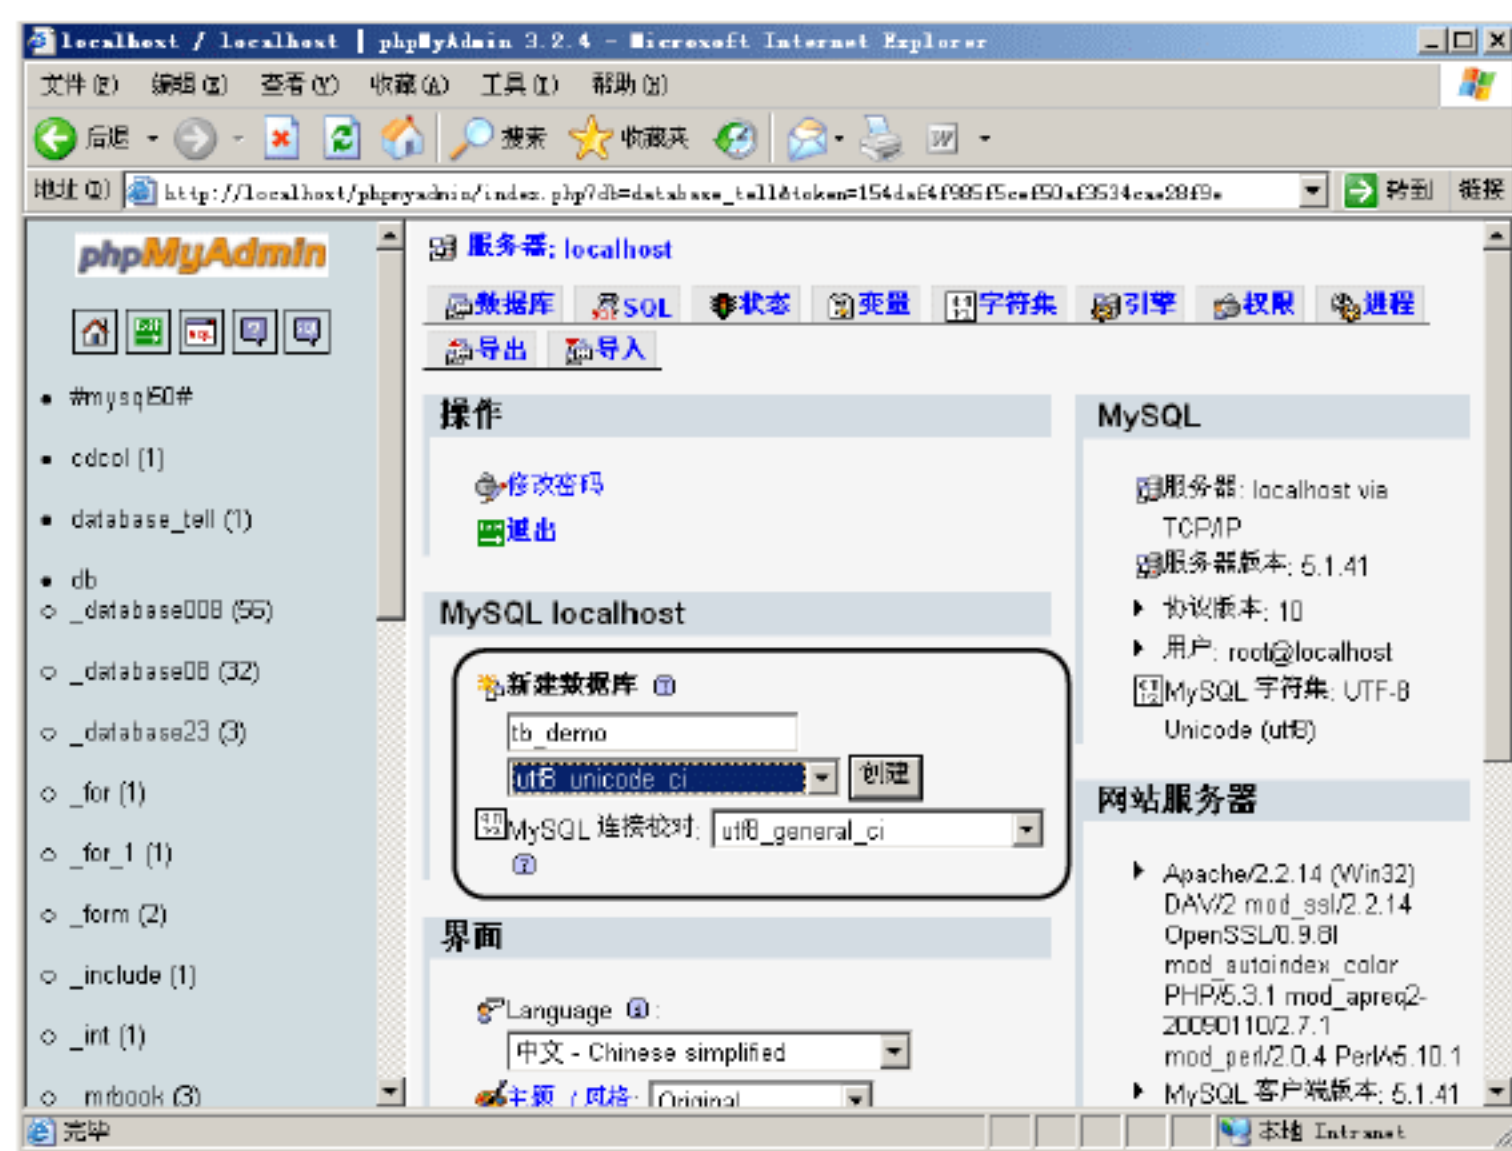 localhost / localhost | phpMyAdmin 3.2.4 - Microsoft Internet Explorer
文件(F) 编辑(E) 查看(V) 收藏(A) 工具(T) 帮助(H)
后退 搜索 收藏夹
地址(D) http://localhost/phpmyadmin/index.php?db=database_tell&token= 转到 链接
phpMyAdmin
#mysql50#
cdcol (1)
database_tell (1)
db
_database008 (56)
_database08 (32)
_database23 (3)
_for (1)
_for_1 (1)
_form (2)
_include (1)
_int (1)
mrbook (3)
服务器: localhost
数据库 SQL 状态 变量 字符集 引擎 权限 进程
导出 导入
操作
修改密码
退出
MySQL localhost
新建数据库
tb_demo
utf8_unicode_ci 创建
MySQL 连接校对: utf8_general_ci
界面
Language :
中文 - Chinese simplified
主题 / 风格: Original
MySQL
服务器: localhost via
TCP/IP
服务器版本: 5.1.41
协议版本: 10
用户: root@localhost
MySQL 字符集: UTF-8
Unicode (utf8)
网站服务器
Apache/2.2.14 (Win32)
DAV/2 mod_ssl/2.2.14
OpenSSL/0.9.8l
mod_autoindex_color
PHP/5.3.1 mod_apreq2-
20090110/2.7.1
mod_perl/2.0.4 Perl/v5.10.1
MySQL 客户端版本: 5.1.41
完毕 本地 Intranet